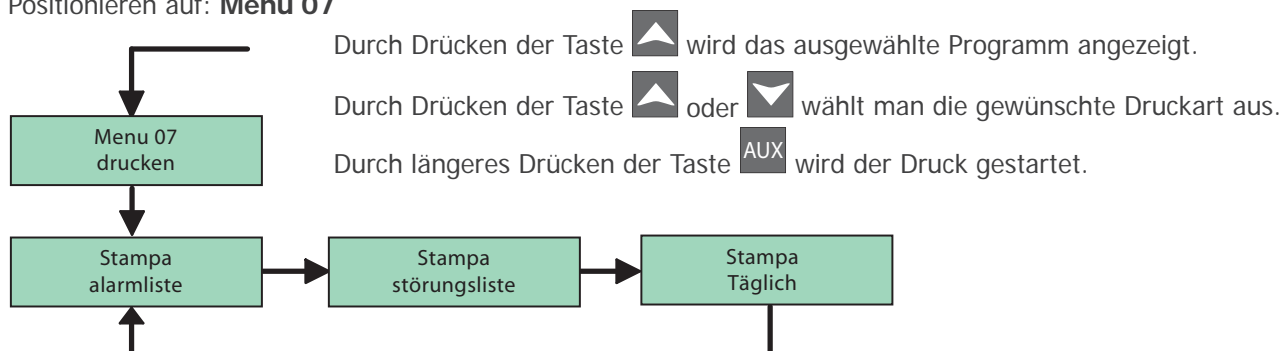 Positionieren auf: Menu 07
Durch Drücken der Taste wird das ausgewählte Programm angezeigt.
Durch Drücken der Taste oder wählt man die gewünschte Druckart aus.
Durch längeres Drücken der Taste AUX wird der Druck gestartet.
Menu 07
drucken
Stampa
alarmliste
Stampa
störungsliste
Stampa
Täglich